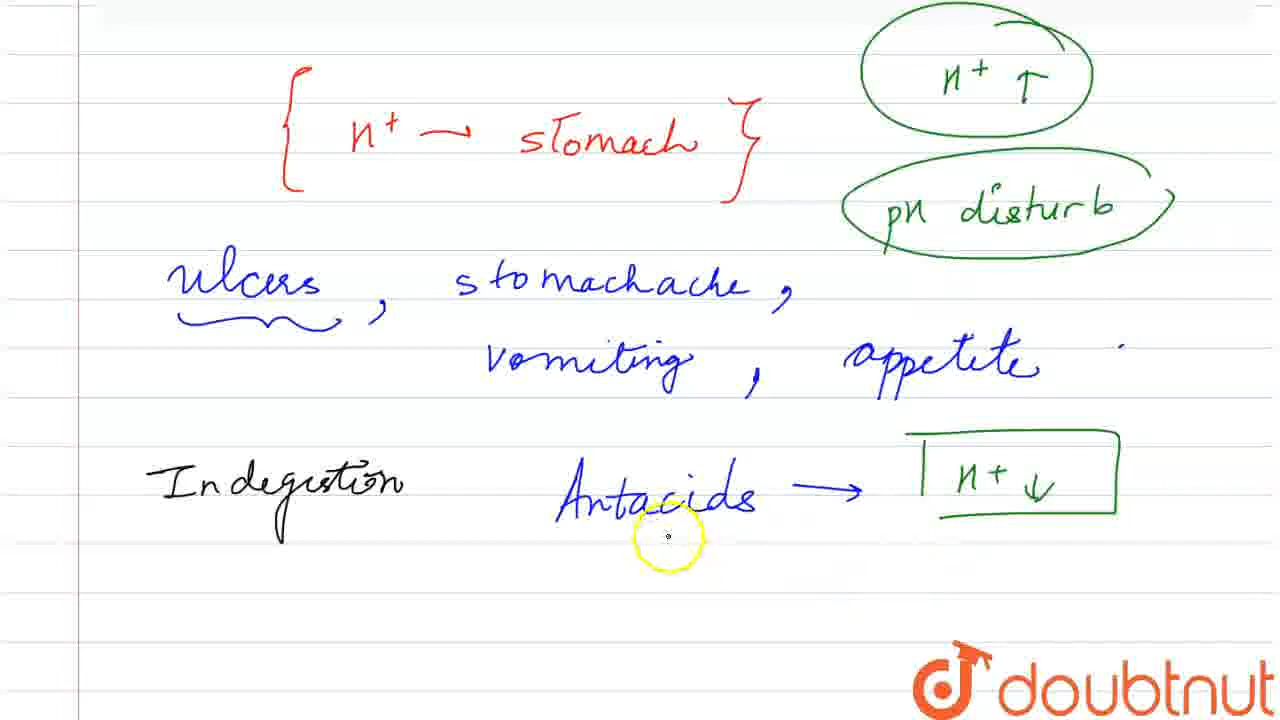 H+ → stomach
H+ ↑
pH disturb
ulcers, stomachache,
vomiting, appetite
Indegestion
Antacids → H+ ↓
doubtnut